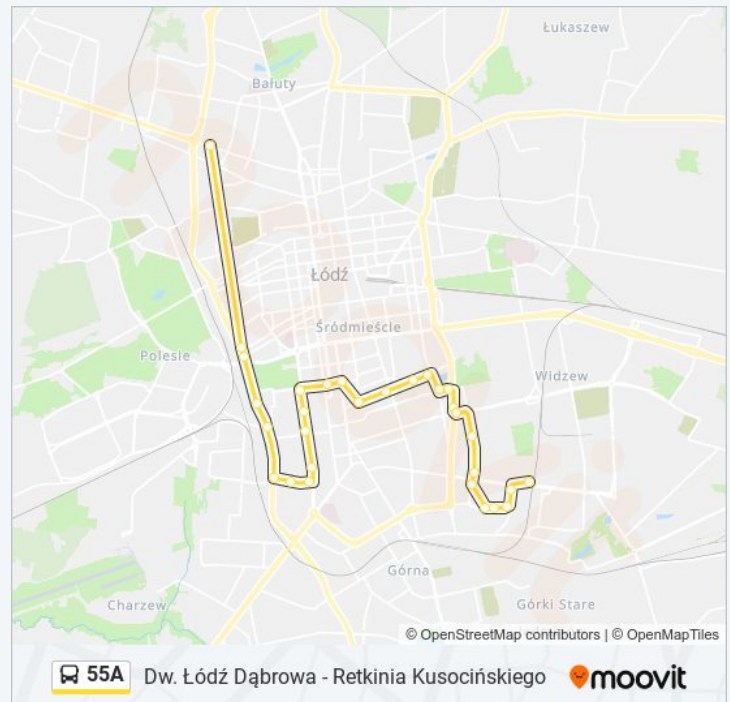 Łukaszew
Bałuty
Łódź
Śródmieście
Polesie
Widzew
Górna
Charzew
Górki Stare
© OpenStreetMap contributors | © OpenMapTiles
55A Dw. Łódź Dąbrowa - Retkinia Kusocińskiego moovit